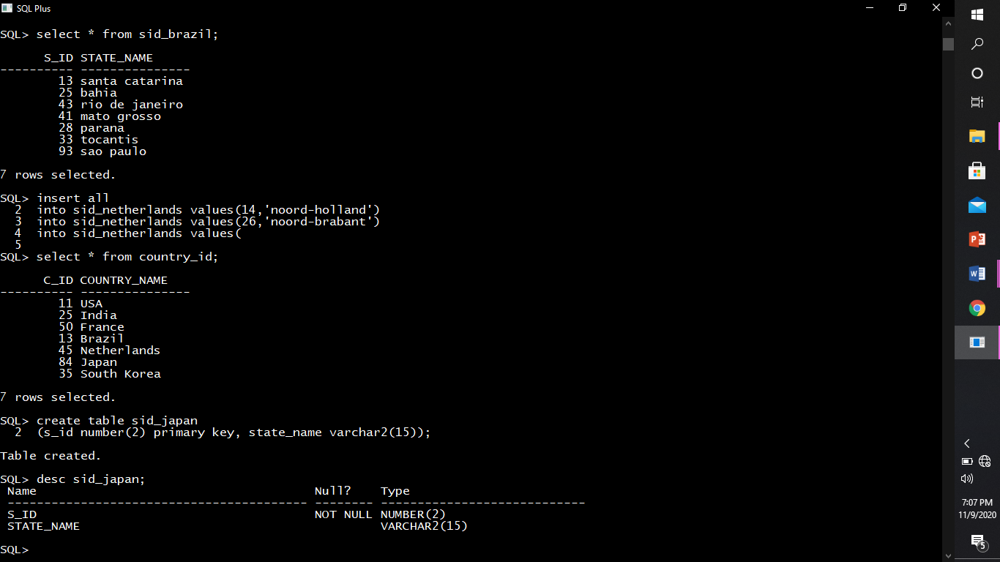 SQL Plus
SQL> select * from sid_brazil;
S_ID STATE_NAME
---------- ---------------
13 santa catarina
25 bahia
43 rio de janeiro
41 mato grosso
28 parana
33 tocantis
93 sao paulo
7 rows selected.
SQL> insert all
2 into sid_netherlands values(14,'noord-holland')
3 into sid_netherlands values(26,'noord-brabant')
4 into sid_netherlands values(
5
SQL> select * from country_id;
C_ID COUNTRY_NAME
---------- ---------------
11 USA
25 India
50 France
13 Brazil
45 Netherlands
84 Japan
35 South Korea
7 rows selected.
SQL> create table sid_japan
2 (s_id number(2) primary key, state_name varchar2(15));
Table created.
SQL> desc sid_japan;
Name Null? Type
----------------------------------------- -------- ----------------------------
S_ID NOT NULL NUMBER(2)
STATE_NAME VARCHAR2(15)
SQL>
7:07 PM
11/9/2020
5